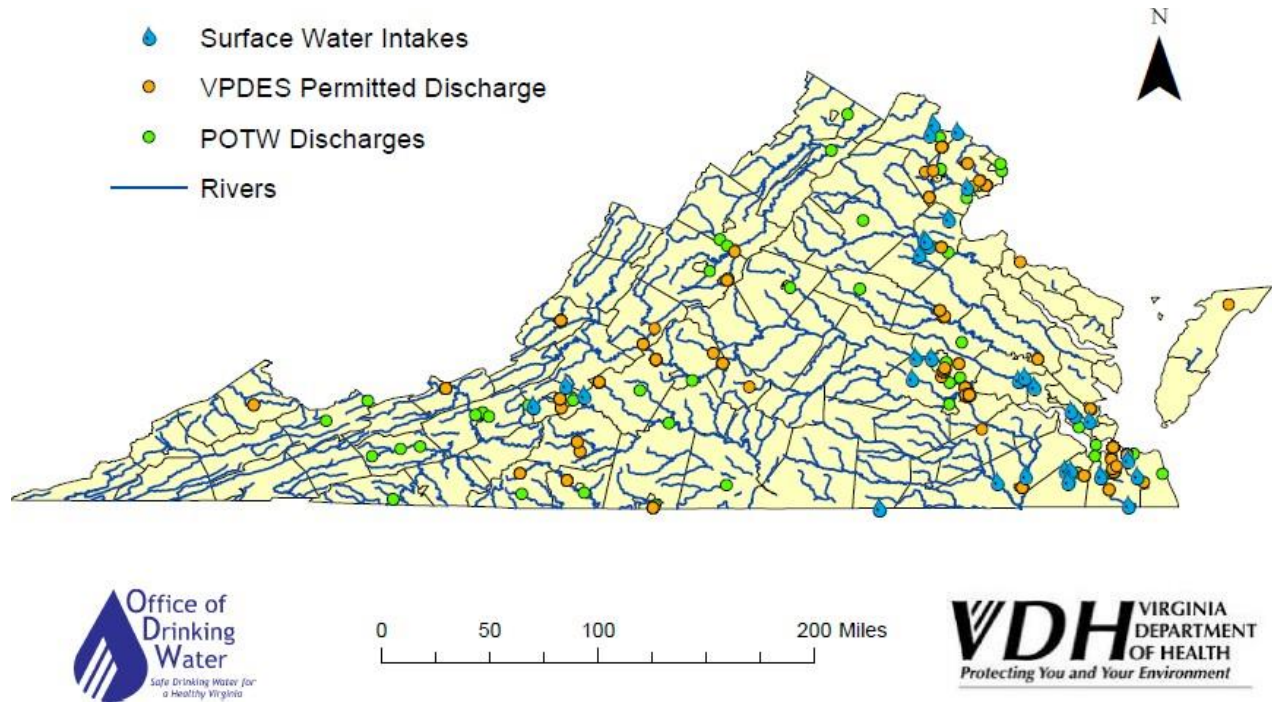 N
Surface Water Intakes
VPDES Permitted Discharge
POTW Discharges
Rivers
Office of
Drinking
Water
Safe Drinking Water for
a Healthy Virginia
0 50 100 200 Miles
VDH
VIRGINIA
DEPARTMENT
OF HEALTH
Protecting You and Your Environment